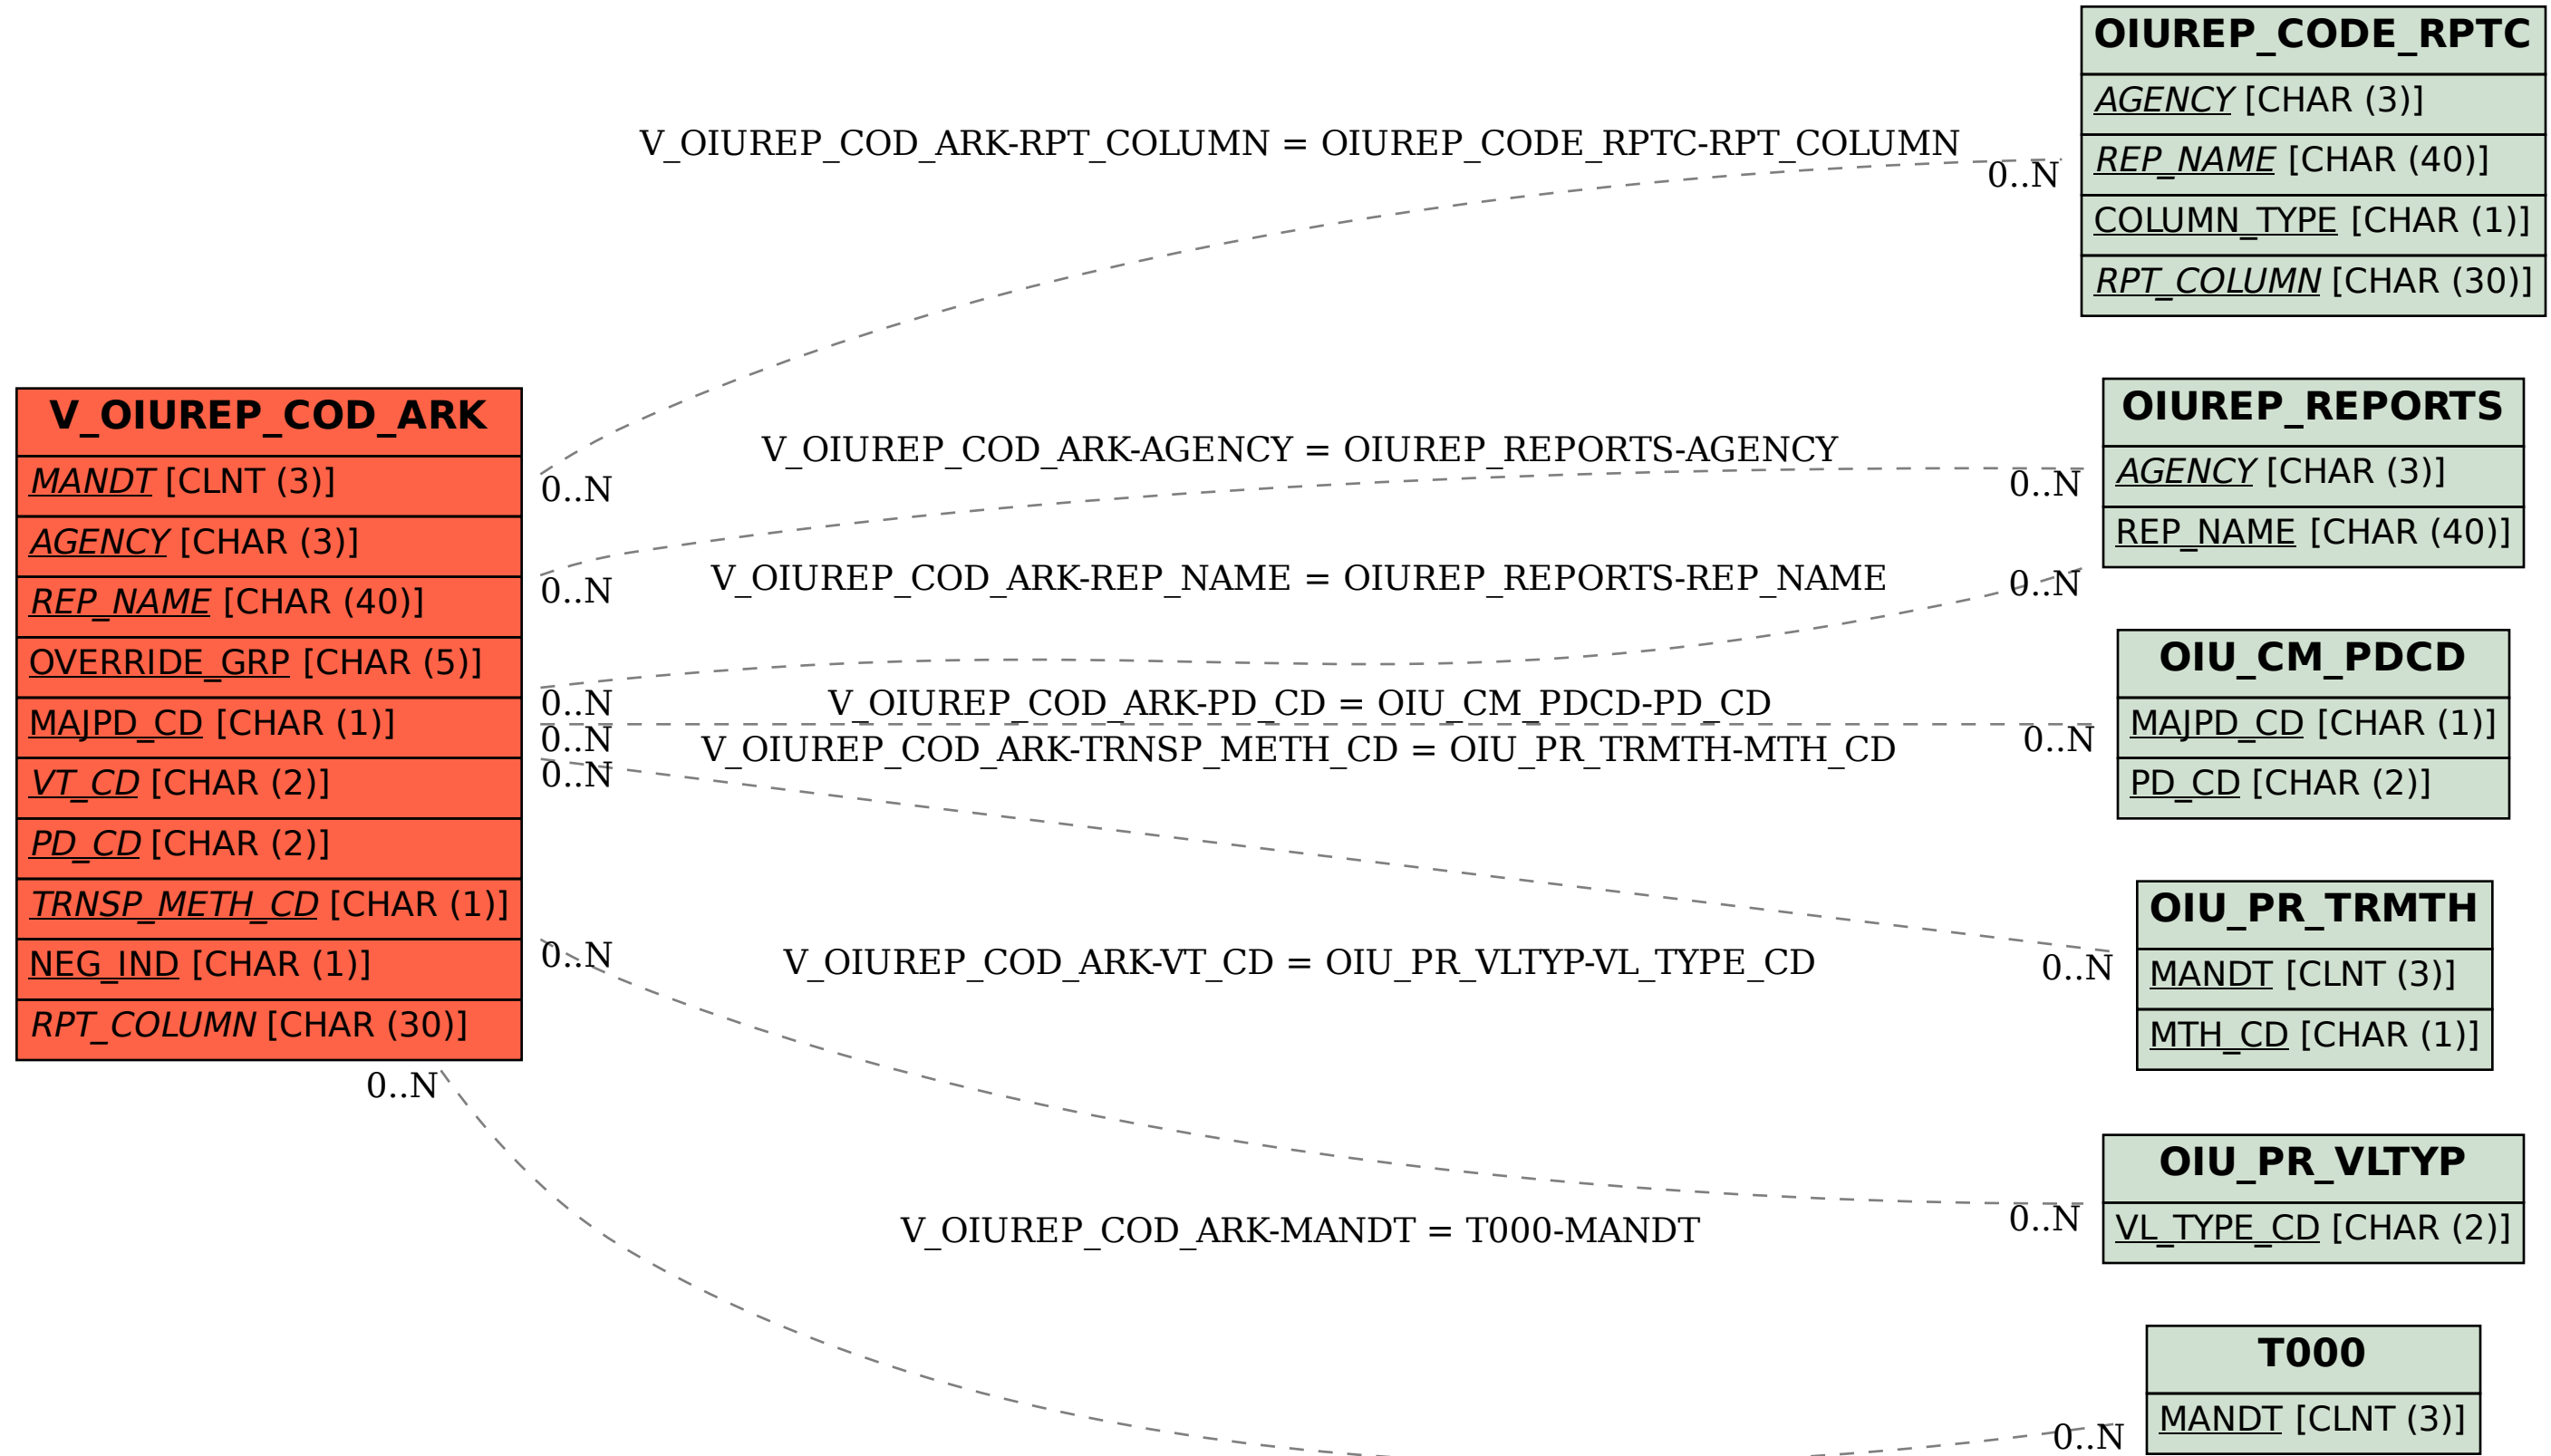 V_OIUREP_COD_ARK
MANDT [CLNT (3)]
AGENCY [CHAR (3)]
REP_NAME [CHAR (40)]
OVERRIDE_GRP [CHAR (5)]
MAJPD_CD [CHAR (1)]
VT_CD [CHAR (2)]
PD_CD [CHAR (2)]
TRNSP_METH_CD [CHAR (1)]
NEG_IND [CHAR (1)]
RPT_COLUMN [CHAR (30)]
V_OIUREP_COD_ARK-RPT_COLUMN = OIUREP_CODE_RPTC-RPT_COLUMN
0..N
0..N
V_OIUREP_COD_ARK-AGENCY = OIUREP_REPORTS-AGENCY
0..N
0..N
V_OIUREP_COD_ARK-REP_NAME = OIUREP_REPORTS-REP_NAME
0..N
0..N
V_OIUREP_COD_ARK-PD_CD = OIU_CM_PDCD-PD_CD
0..N
0..N
V_OIUREP_COD_ARK-TRNSP_METH_CD = OIU_PR_TRMTH-MTH_CD
0..N
0..N
V_OIUREP_COD_ARK-VT_CD = OIU_PR_VLTYP-VL_TYPE_CD
0..N
0..N
V_OIUREP_COD_ARK-MANDT = T000-MANDT
0..N
0..N
OIUREP_CODE_RPTC
AGENCY [CHAR (3)]
REP_NAME [CHAR (40)]
COLUMN_TYPE [CHAR (1)]
RPT_COLUMN [CHAR (30)]
OIUREP_REPORTS
AGENCY [CHAR (3)]
REP_NAME [CHAR (40)]
OIU_CM_PDCD
MAJPD_CD [CHAR (1)]
PD_CD [CHAR (2)]
OIU_PR_TRMTH
MANDT [CLNT (3)]
MTH_CD [CHAR (1)]
OIU_PR_VLTYP
VL_TYPE_CD [CHAR (2)]
T000
MANDT [CLNT (3)]